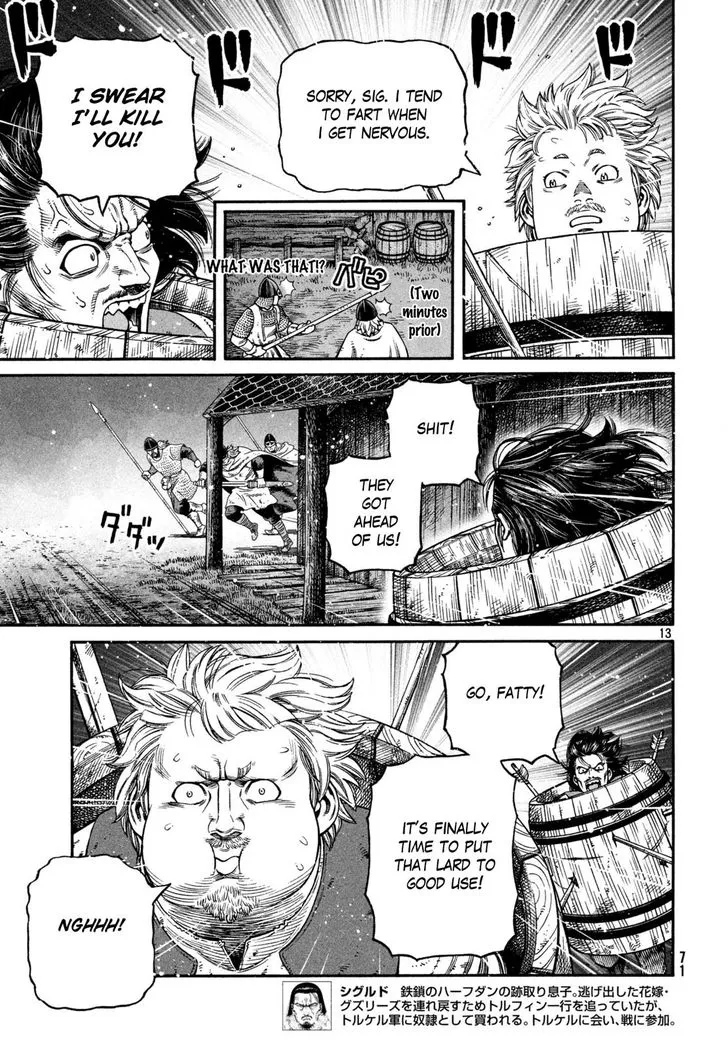 ドドドド
SORRY, SIG. I TEND
TO FART WHEN
I GET NERVOUS.
I SWEAR
I'LL KILL
YOU!
WHAT WAS THAT!?
バピ
(Two
minutes
prior)
SHIT!
THEY
GOT
AHEAD
OF US!
ダダダッ
13
GO, FATTY!
IT'S FINALLY
TIME TO PUT
THAT LARD TO
GOOD USE!
NGHHH!
71
シグルド 鉄鎖のハーフダンの跡取り息子。逃げ出した花嫁・
グズリーズを連れ戻すためトルフィン一行を追っていたが、
トルケル軍に奴隷として買われる。トルケルに会い、戦に参加。